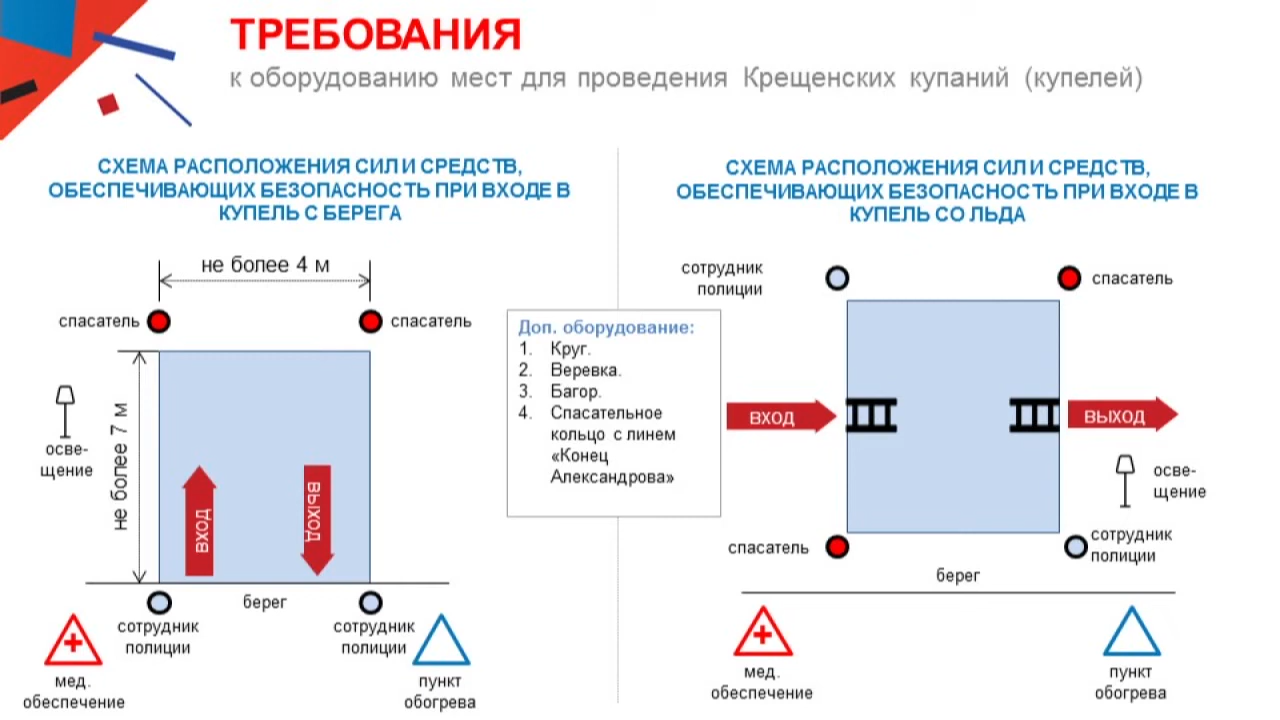 ТРЕБОВАНИЯ
к оборудованию мест для проведения Крещенских купаний (купелей)
СХЕМА РАСПОЛОЖЕНИЯ СИЛ И СРЕДСТВ,
ОБЕСПЕЧИВАЮЩИХ БЕЗОПАСНОСТЬ ПРИ ВХОДЕ В
КУПЕЛЬ С БЕРЕГА
не более 4 м
спасатель
спасатель
осве-
щение
не более 7 м
вход
выход
берег
сотрудник
полиции
сотрудник
полиции
мед.
обеспечение
пункт
обогрева
Доп. оборудование:
1. Круг.
2. Веревка.
3. Багор.
4. Спасательное
кольцо с линем
«Конец
Александрова»
СХЕМА РАСПОЛОЖЕНИЯ СИЛ И СРЕДСТВ,
ОБЕСПЕЧИВАЮЩИХ БЕЗОПАСНОСТЬ ПРИ ВХОДЕ В
КУПЕЛЬ СО ЛЬДА
сотрудник
полиции
спасатель
вход
выход
осве-
щение
спасатель
сотрудник
полиции
берег
мед.
обеспечение
пункт
обогрева